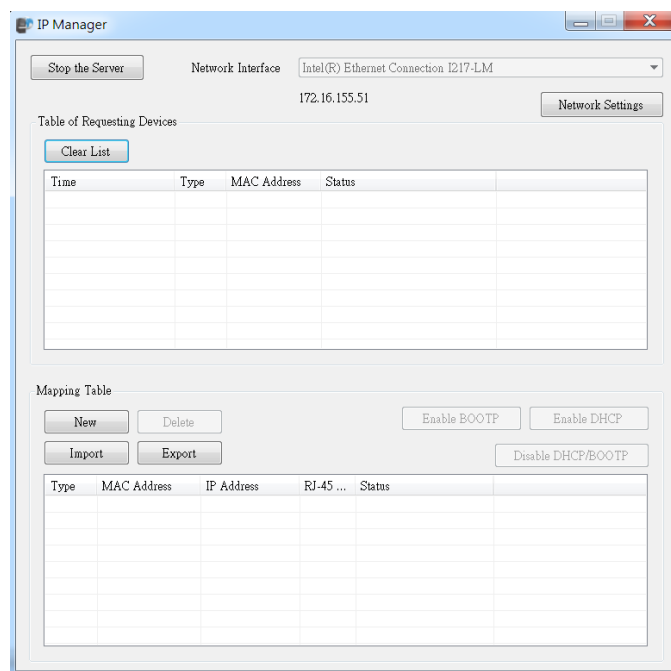 IP Manager
Stop the Server Network Interface Intel(R) Ethernet Connection I217-LM
172.16.155.51
Network Settings
Table of Requesting Devices
Clear List
Time Type MAC Address Status
Mapping Table
New Delete Enable BOOTP Enable DHCP
Import Export Disable DHCP/BOOTP
Type MAC Address IP Address RJ-45 ... Status